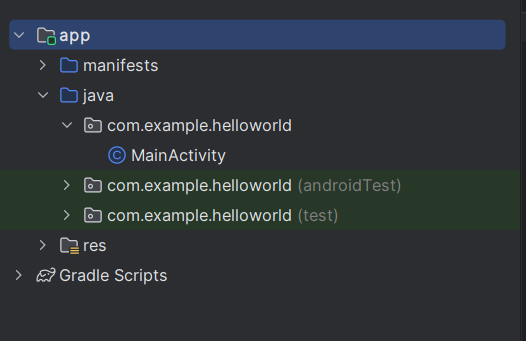 app
manifests
java
com.example.helloworld
MainActivity
com.example.helloworld (androidTest)
com.example.helloworld (test)
res
Gradle Scripts